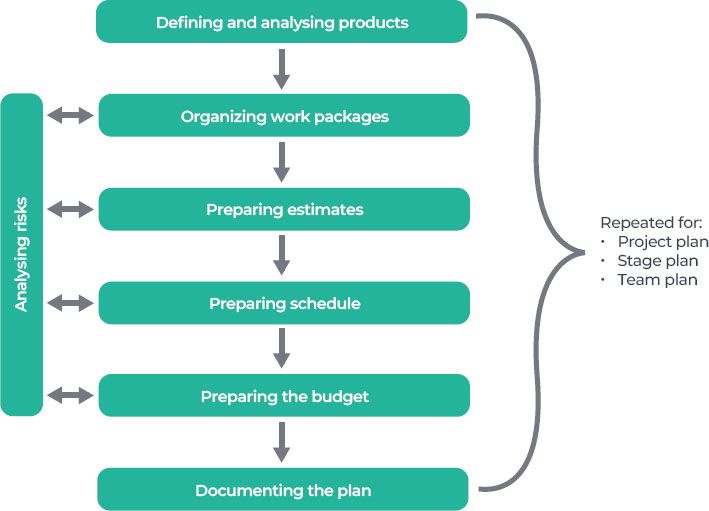 Defining and analysing products
Organizing work packages
Preparing estimates
Preparing schedule
Preparing the budget
Documenting the plan
Analysing risks
Repeated for:
• Project plan
• Stage plan
• Team plan